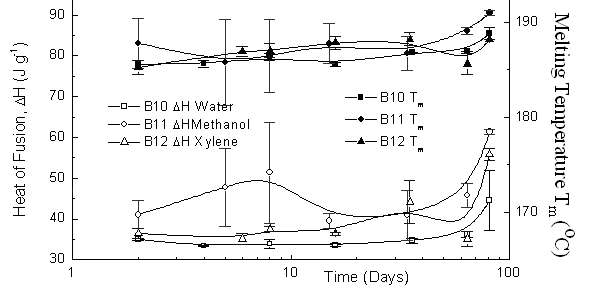 90
80
70
60
50
40
30
Heat of Fusion, ΔH (J g⁻¹)
B10 ΔH Water
B11 ΔHMethanol
B12 ΔH Xylene
B10 Tm
B11 Tm
B12 Tm
190
180
170
Melting Temperature Tm (°C)
1
10
100
Time (Days)